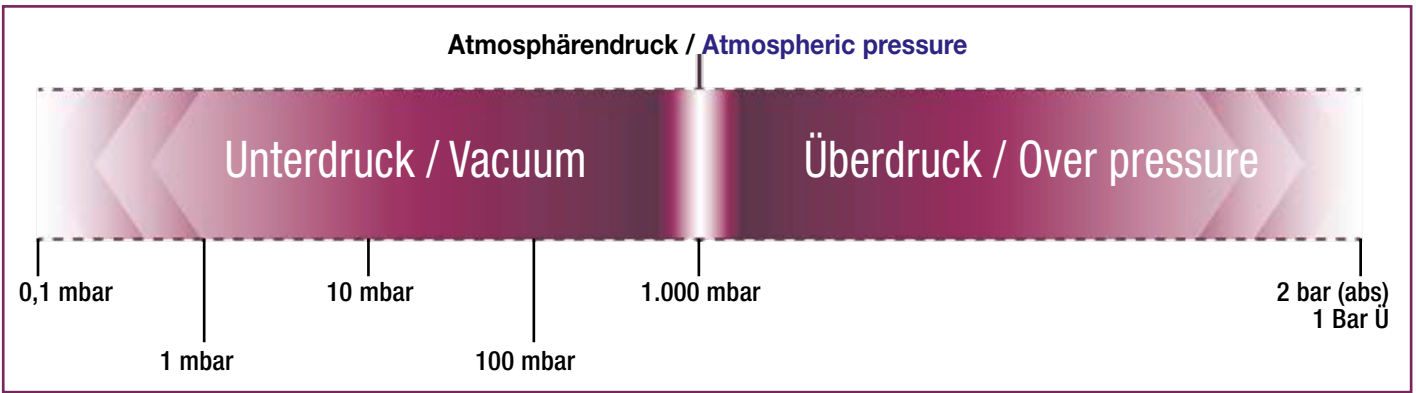 Atmosphärendruck / Atmospheric pressure
Unterdruck / Vacuum
Überdruck / Over pressure
0,1 mbar
1 mbar
10 mbar
100 mbar
1.000 mbar
2 bar (abs)
1 Bar Ü